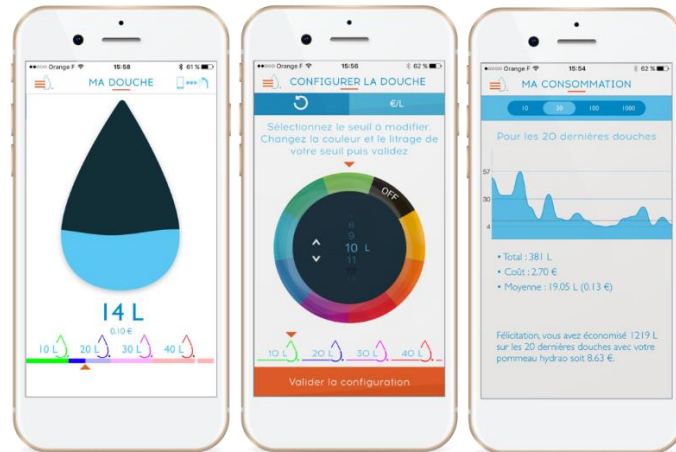 Orange F 15:58 61 %
MA DOUCHE
14 L
0.10 €
10 L 20 L 30 L 40 L
Orange F 15:56 62 %
CONFIGURER LA DOUCHE
€/L
Sélectionnez le seuil à modifier.
Changez la couleur et le litrage de
votre seuil puis validez
OFF
8
9
10 L
11
10 L 20 L 30 L 40 L
Valider la configuration
Orange F 15:54 62 %
MA CONSOMMATION
10 20 100 1000
Pour les 20 dernières douches
57
30
4
• Total : 381 L
• Coût : 2.70 €
• Moyenne : 19.05 L (0.13 €)
Félicitation, vous avez économisé 1219 L
sur les 20 dernières douches avec votre
pommeau hydrao soit 8.63 €.